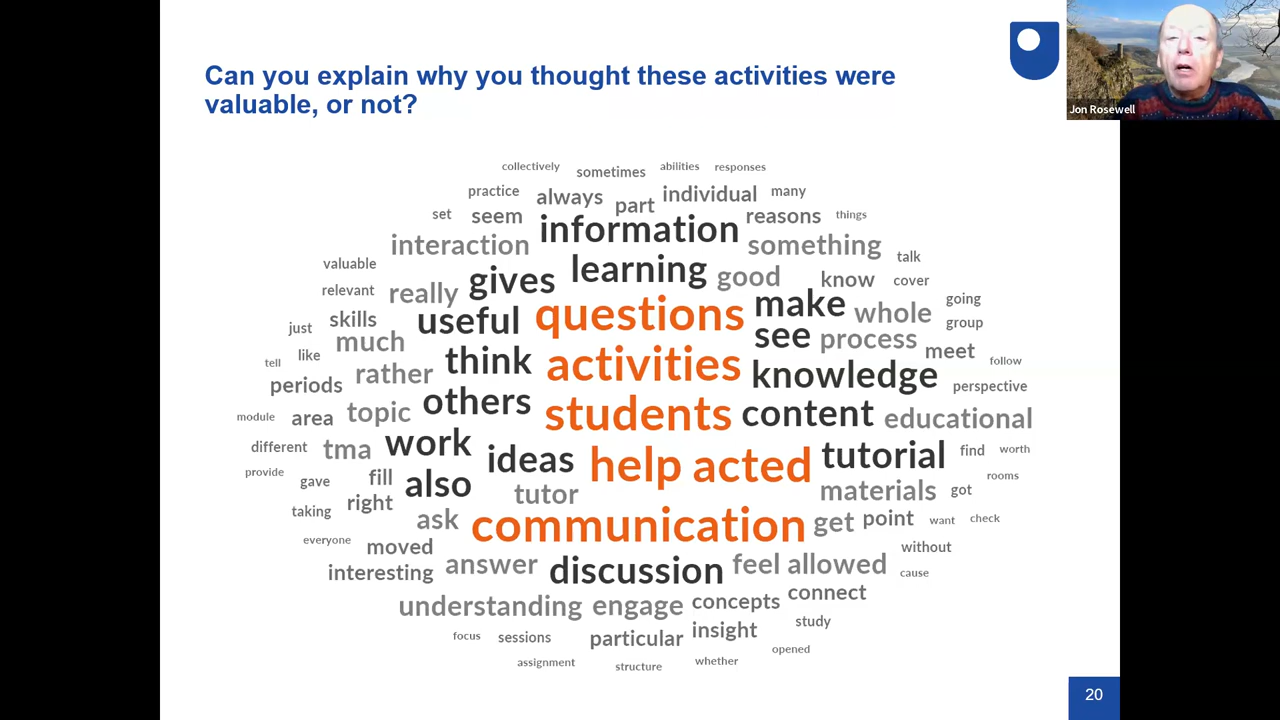 Can you explain why you thought these activities were
valuable, or not?
Jon Rosewell
collectively sometimes abilities responses
practice always part individual many
set seem information reasons things
interaction something
valuable gives learning good know cover talk
relevant really make whole going
just skills useful questions see process group
tell like much think activities meet follow
periods rather knowledge perspective
module area topic others students content educational
different tma work ideas help acted tutorial find worth
provide gave fill also tutor materials got rooms
taking right ask communication get point want check
everyone moved without
interesting answer discussion feel allowed cause
understanding engage concepts connect
focus sessions particular insight study
assignment structure whether opened
20